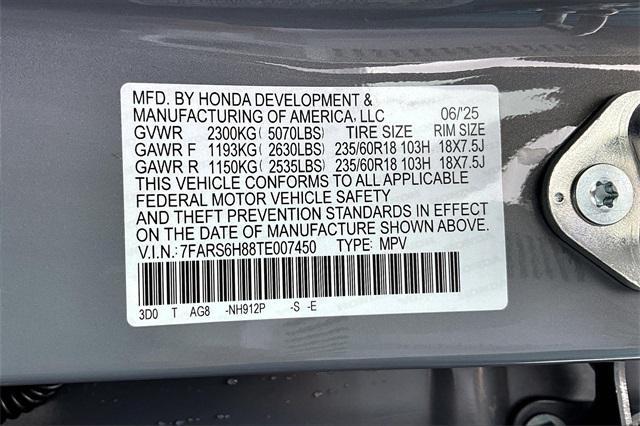 MFD. BY HONDA DEVELOPMENT &
MANUFACTURING OF AMERICA, LLC 06/'25
GVWR 2300KG( 5070LBS) TIRE SIZE RIM SIZE
GAWR F 1193KG( 2630LBS) 235/60R18 103H 18X7.5J
GAWR R 1150KG( 2535LBS) 235/60R18 103H 18X7.5J
THIS VEHICLE CONFORMS TO ALL APPLICABLE
FEDERAL MOTOR VEHICLE SAFETY
AND THEFT PREVENTION STANDARDS IN EFFECT
ON THE DATE OF MANUFACTURE SHOWN ABOVE.
V.I.N.: 7FARS6H88TE007450 TYPE: MPV
3D0 T AG8 -NH912P -S -E